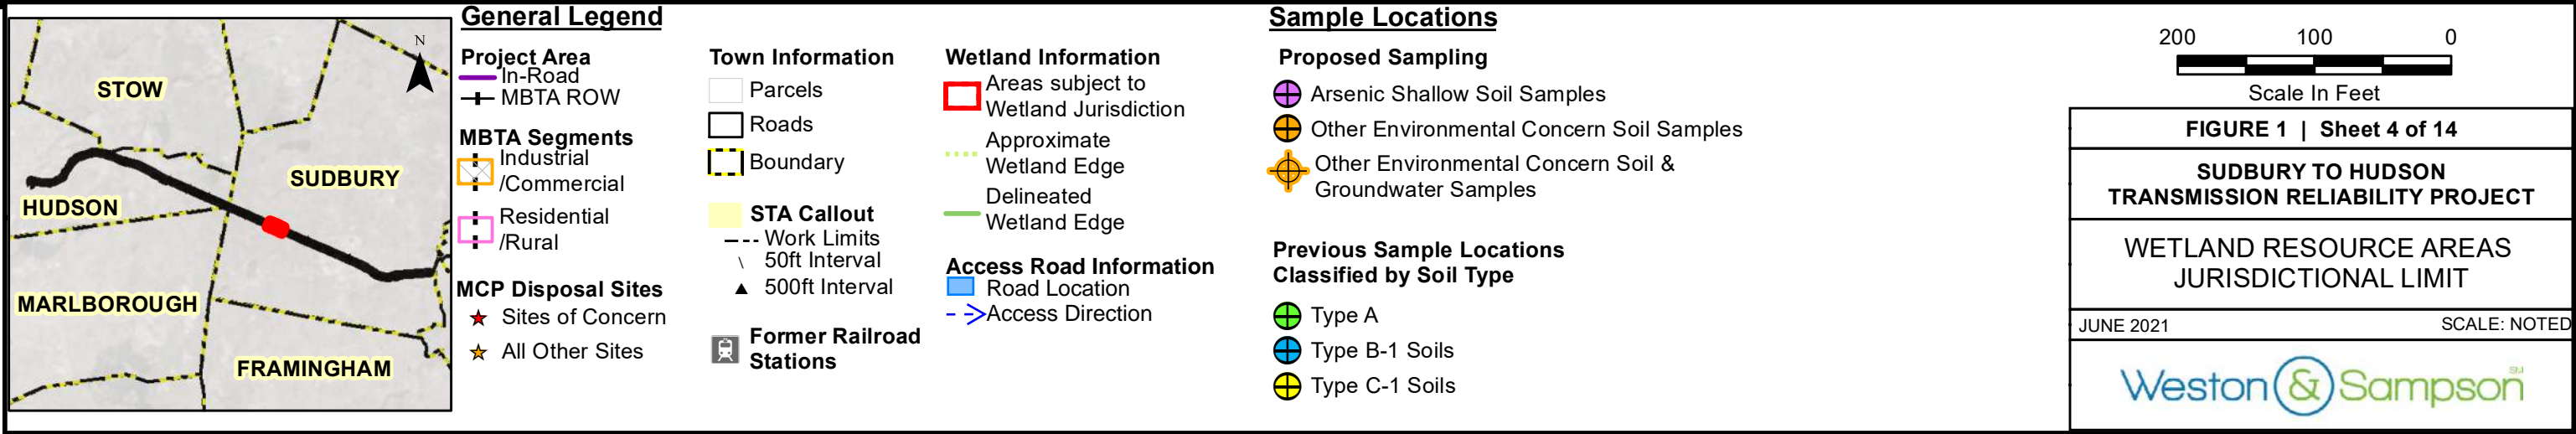 N
STOW
SUDBURY
HUDSON
MARLBOROUGH
FRAMINGHAM
General Legend
Project Area
In-Road
MBTA ROW
MBTA Segments
Industrial
/Commercial
Residential
/Rural
MCP Disposal Sites
Sites of Concern
All Other Sites
Town Information
Parcels
Roads
Boundary
STA Callout
Work Limits
50ft Interval
500ft Interval
Former Railroad
Stations
Wetland Information
Areas subject to
Wetland Jurisdiction
Approximate
Wetland Edge
Delineated
Wetland Edge
Access Road Information
Road Location
Access Direction
Sample Locations
Proposed Sampling
Arsenic Shallow Soil Samples
Other Environmental Concern Soil Samples
Other Environmental Concern Soil &
Groundwater Samples
Previous Sample Locations
Classified by Soil Type
Type A
Type B-1 Soils
Type C-1 Soils
200 100 0
Scale In Feet
FIGURE 1 | Sheet 4 of 14
SUDBURY TO HUDSON
TRANSMISSION RELIABILITY PROJECT
WETLAND RESOURCE AREAS
JURISDICTIONAL LIMIT
JUNE 2021 SCALE: NOTED
Weston & Sampson SM